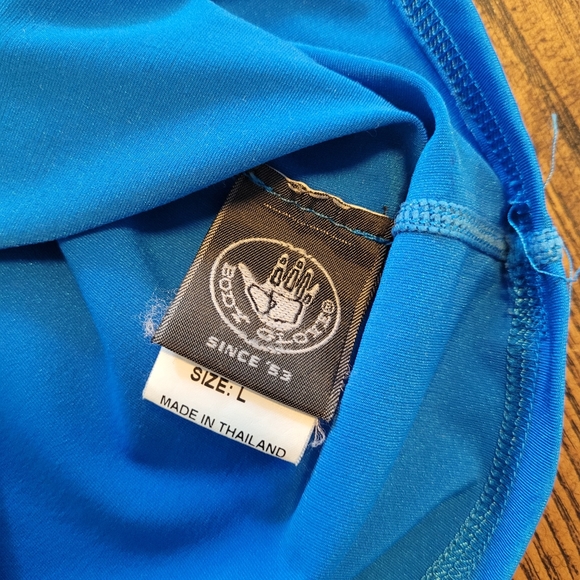 BODY GLOVE®
SINCE '53
SIZE: L
MADE IN THAILAND